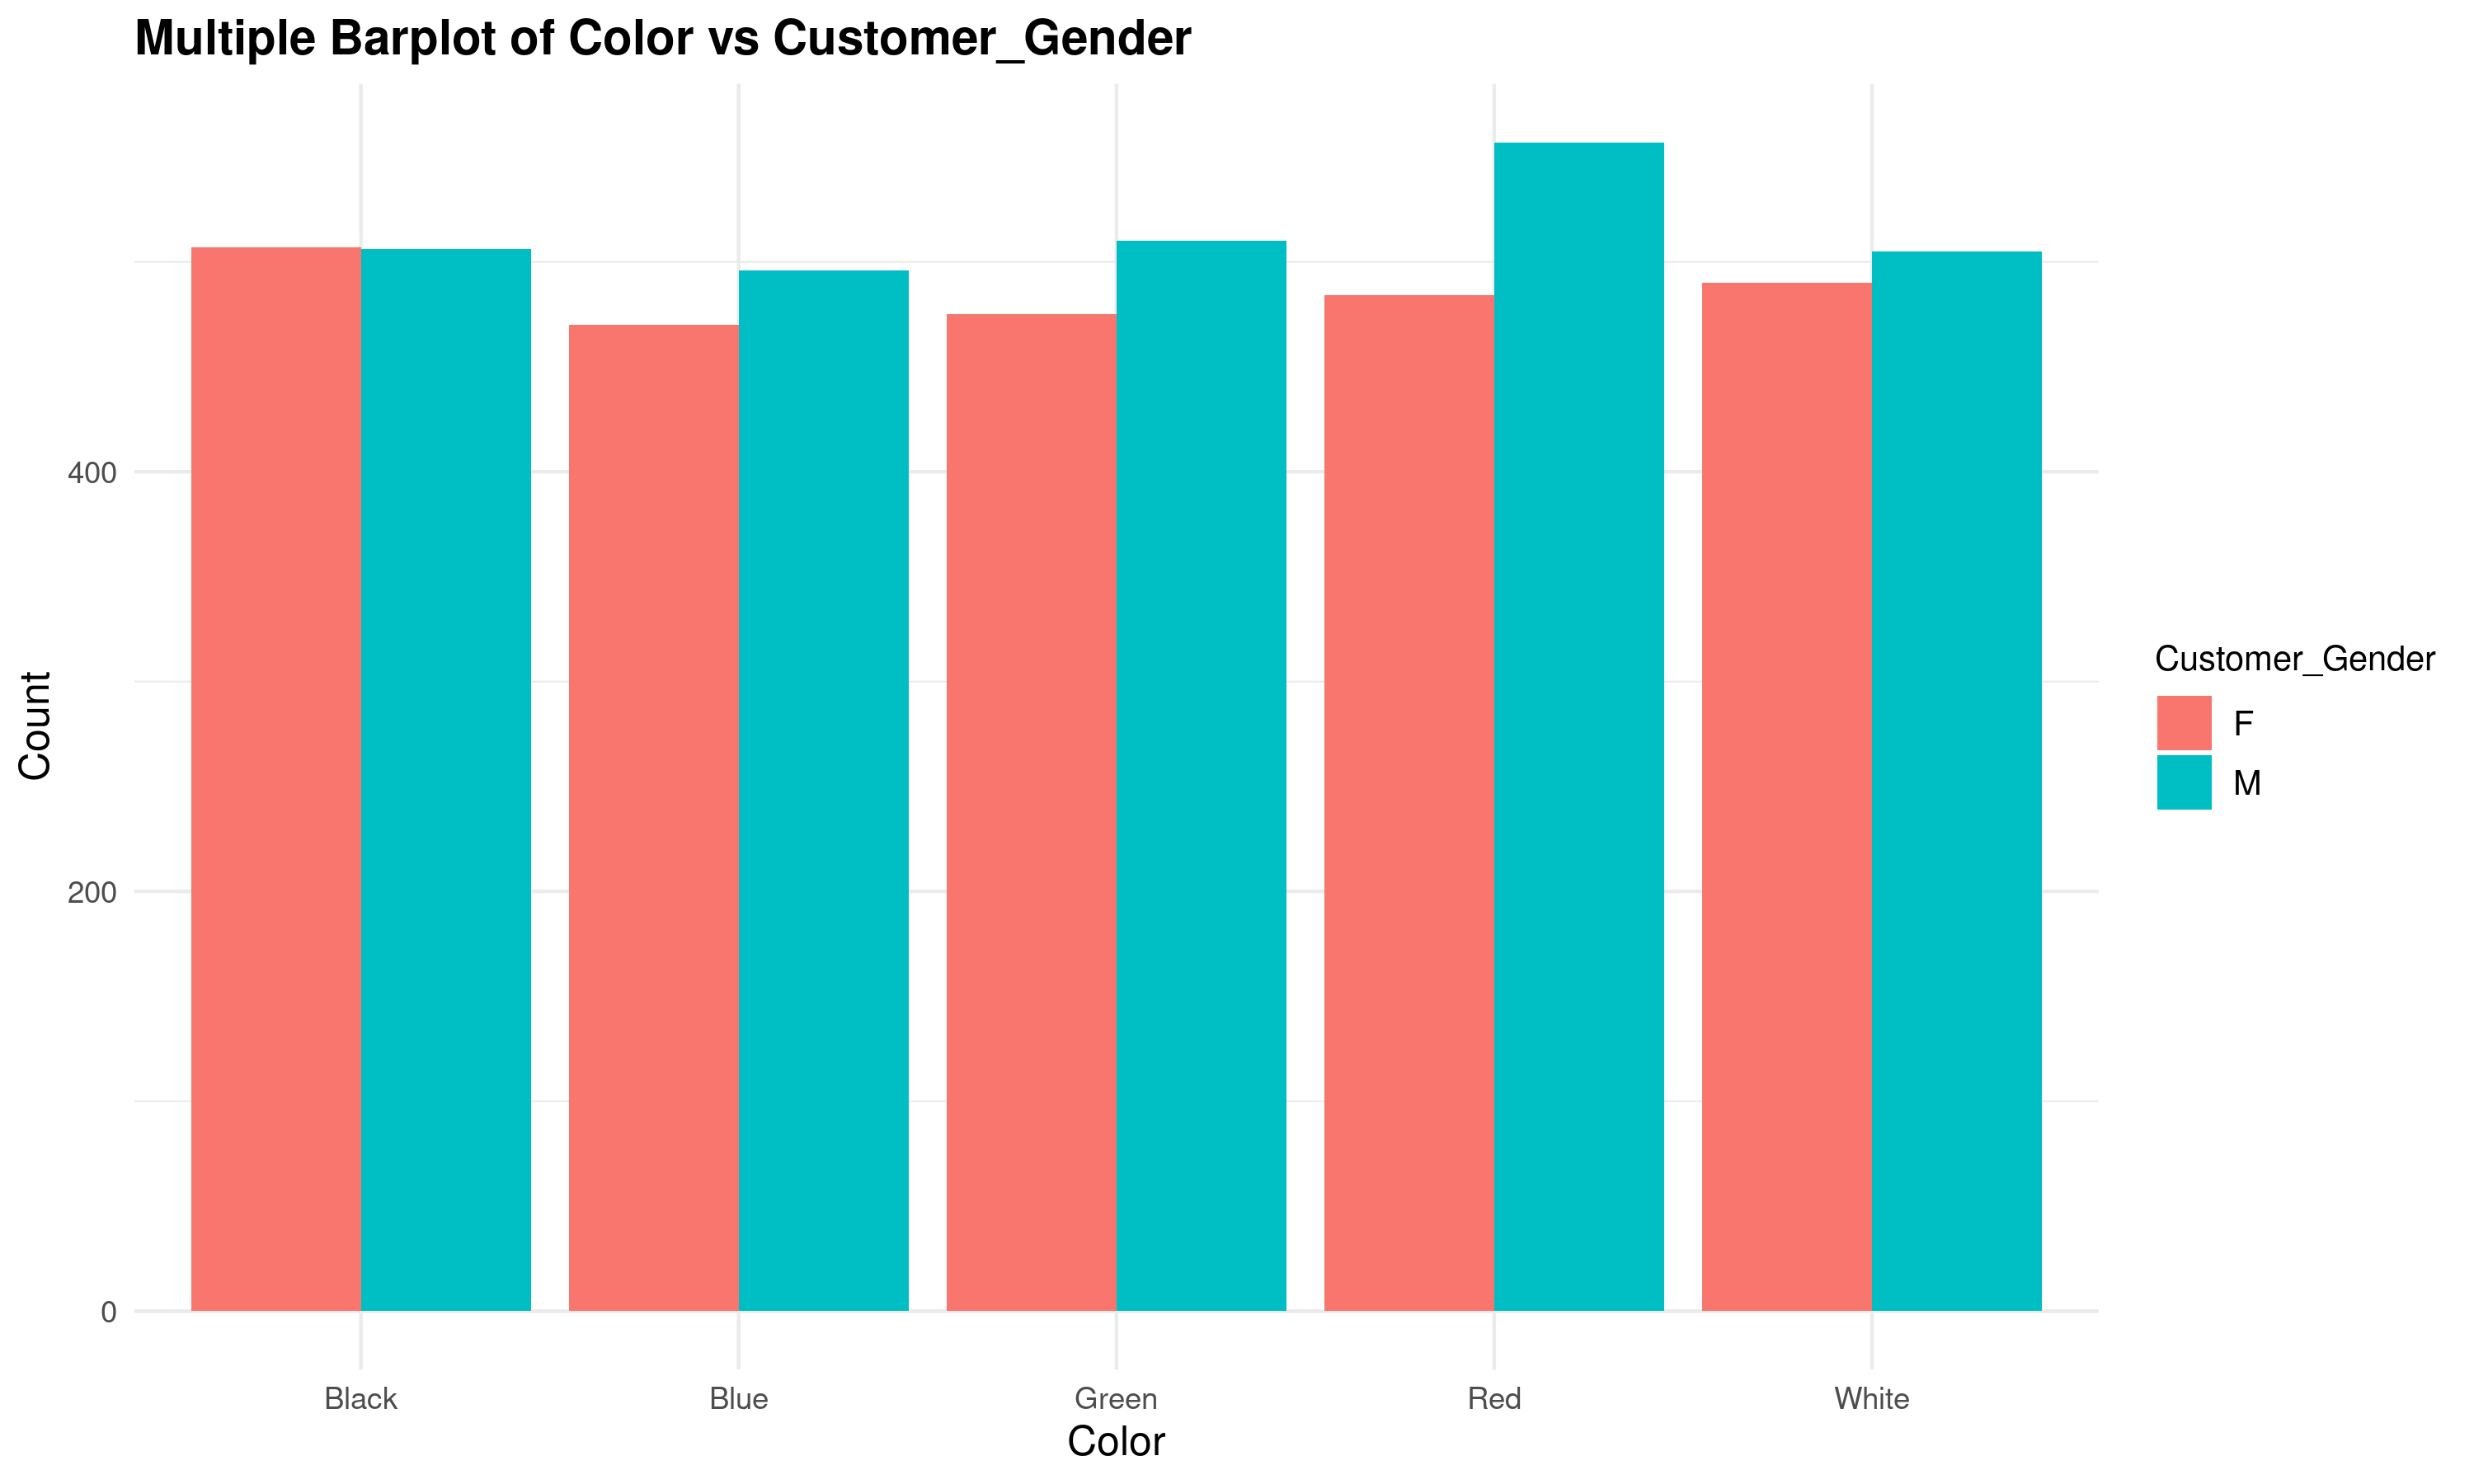 Multiple Barplot of Color vs Customer_Gender
Count
400
200
0
Black
Blue
Green
Red
White
Color
Customer_Gender
F
M